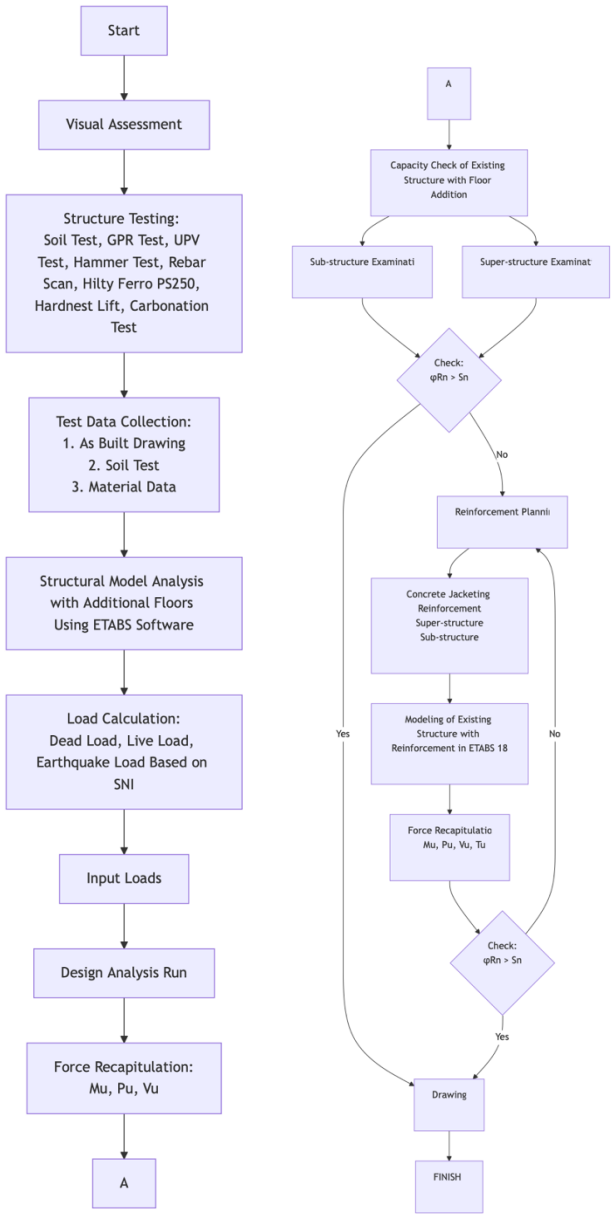 Start
Visual Assessment
Structure Testing:
Soil Test, GPR Test, UPV
Test, Hammer Test, Rebar
Scan, Hilty Ferro PS250,
Hardnest Lift, Carbonation
Test
Test Data Collection:
1. As Built Drawing
2. Soil Test
3. Material Data
Structural Model Analysis
with Additional Floors
Using ETABS Software
Load Calculation:
Dead Load, Live Load,
Earthquake Load Based on
SNI
Input Loads
Design Analysis Run
Force Recapitulation:
Mu, Pu, Vu
A
A
Capacity Check of Existing
Structure with Floor
Addition
Sub-structure Examinati
Super-structure Examinat
Check:
φRn > Sn
No
Reinforcement Plannin
Concrete Jacketing
Reinforcement
Super-structure
Sub-structure
Yes
No
Modeling of Existing
Structure with
Reinforcement in ETABS 18
Force Recapitulatio
Mu, Pu, Vu, Tu
Check:
φRn > Sn
Yes
Drawing
FINISH